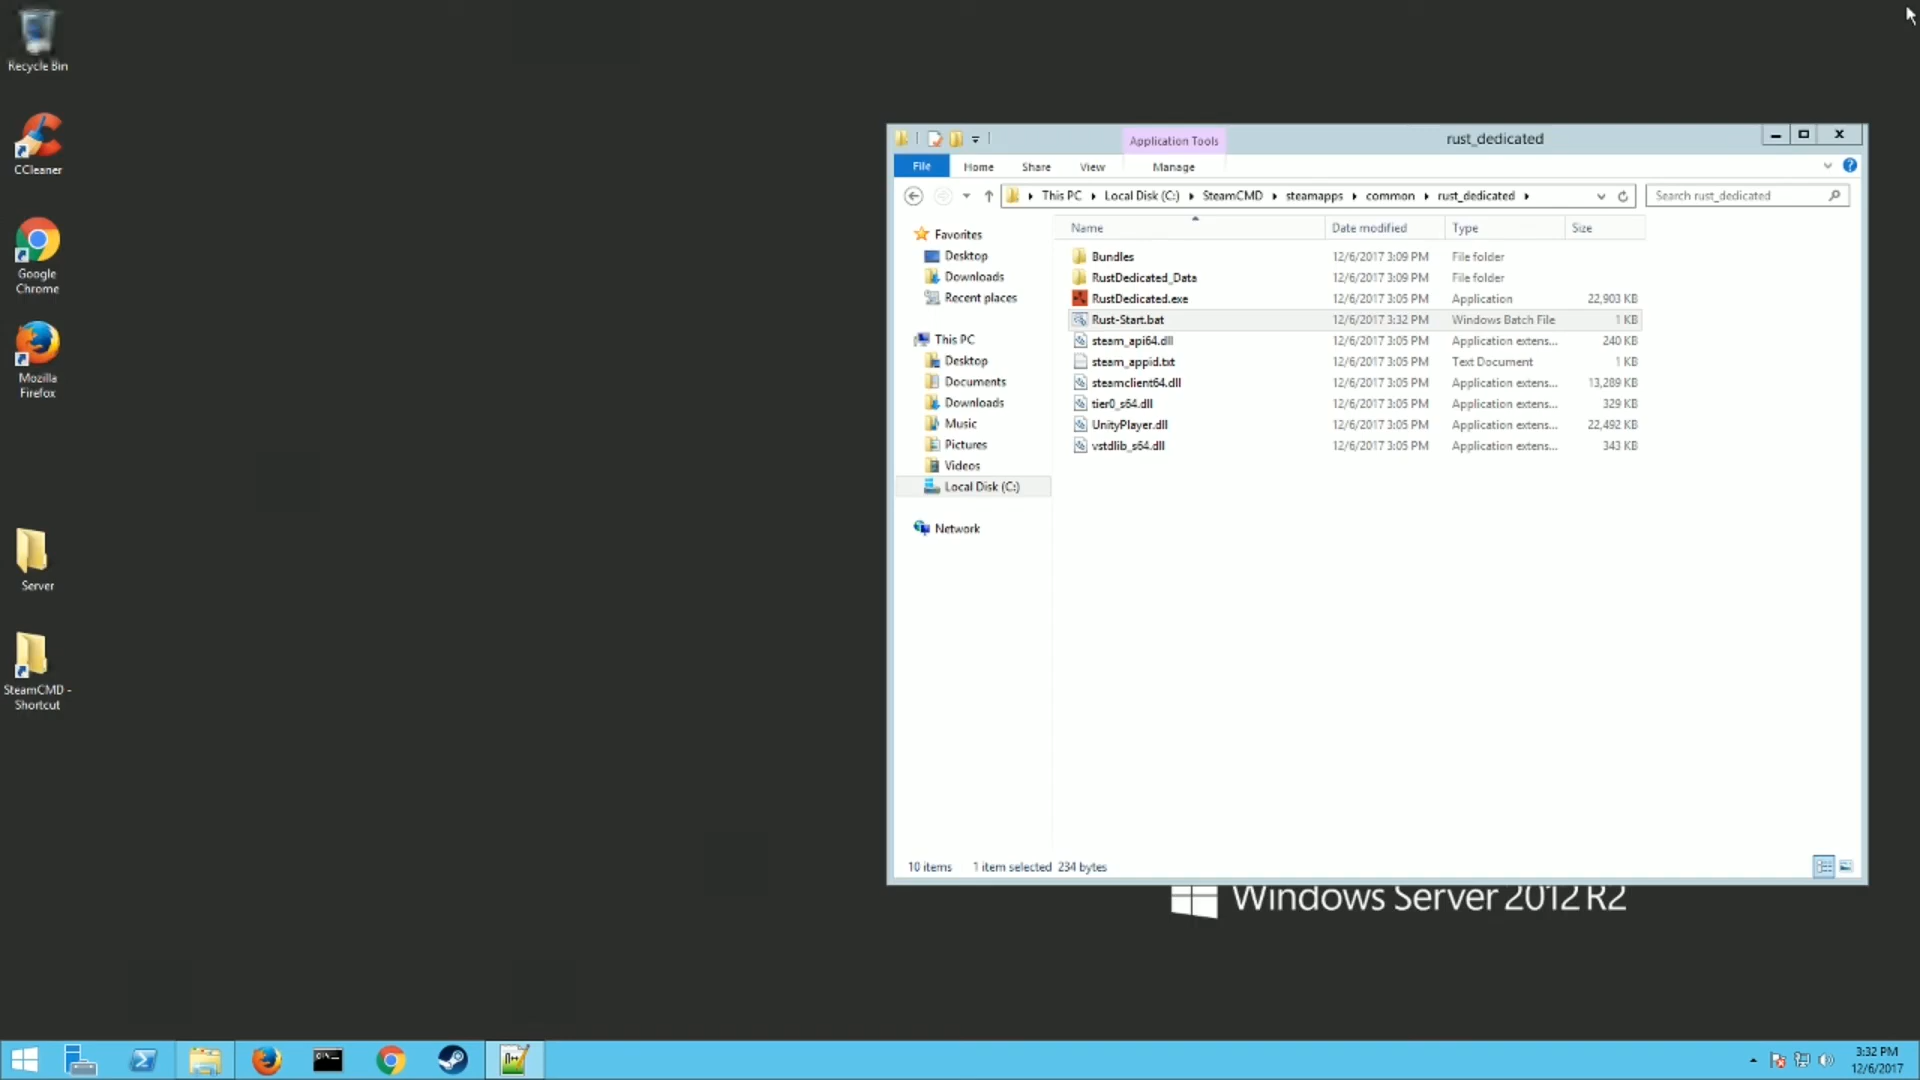 Recycle Bin
CCleaner
Google
Chrome
Mozilla
Firefox
Server
SteamCMD -
Shortcut
Application Tools
rust_dedicated
File Home Share View Manage
This PC Local Disk (C:) SteamCMD steamapps common rust_dedicated
Search rust_dedicated
Favorites
Desktop
Downloads
Recent places
This PC
Desktop
Documents
Downloads
Music
Pictures
Videos
Local Disk (C:)
Network
Name Date modified Type Size
Bundles 12/6/2017 3:09 PM File folder
RustDedicated_Data 12/6/2017 3:09 PM File folder
RustDedicated.exe 12/6/2017 3:05 PM Application 22,903 KB
Rust-Start.bat 12/6/2017 3:32 PM Windows Batch File 1 KB
steam_api64.dll 12/6/2017 3:05 PM Application extens... 240 KB
steam_appid.txt 12/6/2017 3:05 PM Text Document 1 KB
steamclient64.dll 12/6/2017 3:05 PM Application extens... 13,289 KB
tier0_s64.dll 12/6/2017 3:05 PM Application extens... 329 KB
UnityPlayer.dll 12/6/2017 3:05 PM Application extens... 22,492 KB
vstdlib_s64.dll 12/6/2017 3:05 PM Application extens... 343 KB
10 items 1 item selected 234 bytes
Windows Server 2012 R2
3:32 PM
12/6/2017